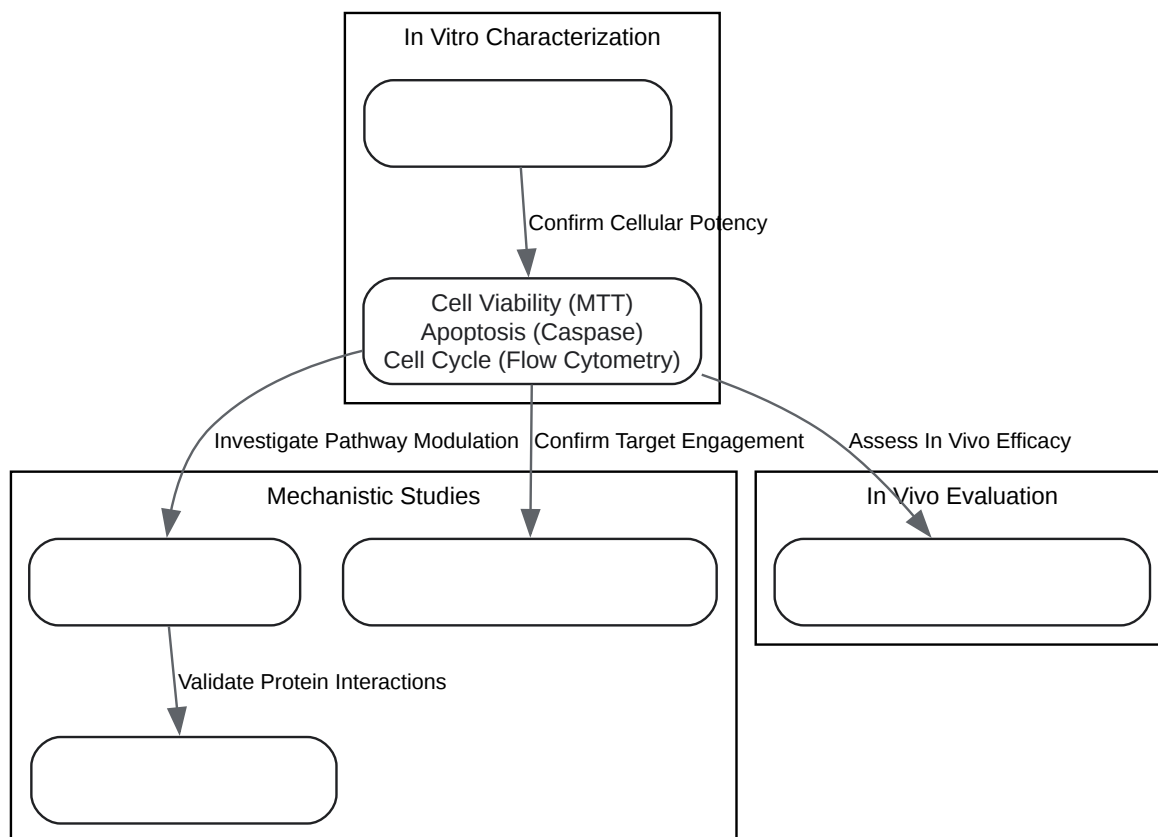 In Vitro Characterization
Confirm Cellular Potency
Cell Viability (MTT)
Apoptosis (Caspase)
Cell Cycle (Flow Cytometry)
Investigate Pathway Modulation
Confirm Target Engagement
Assess In Vivo Efficacy
Mechanistic Studies
In Vivo Evaluation
Validate Protein Interactions